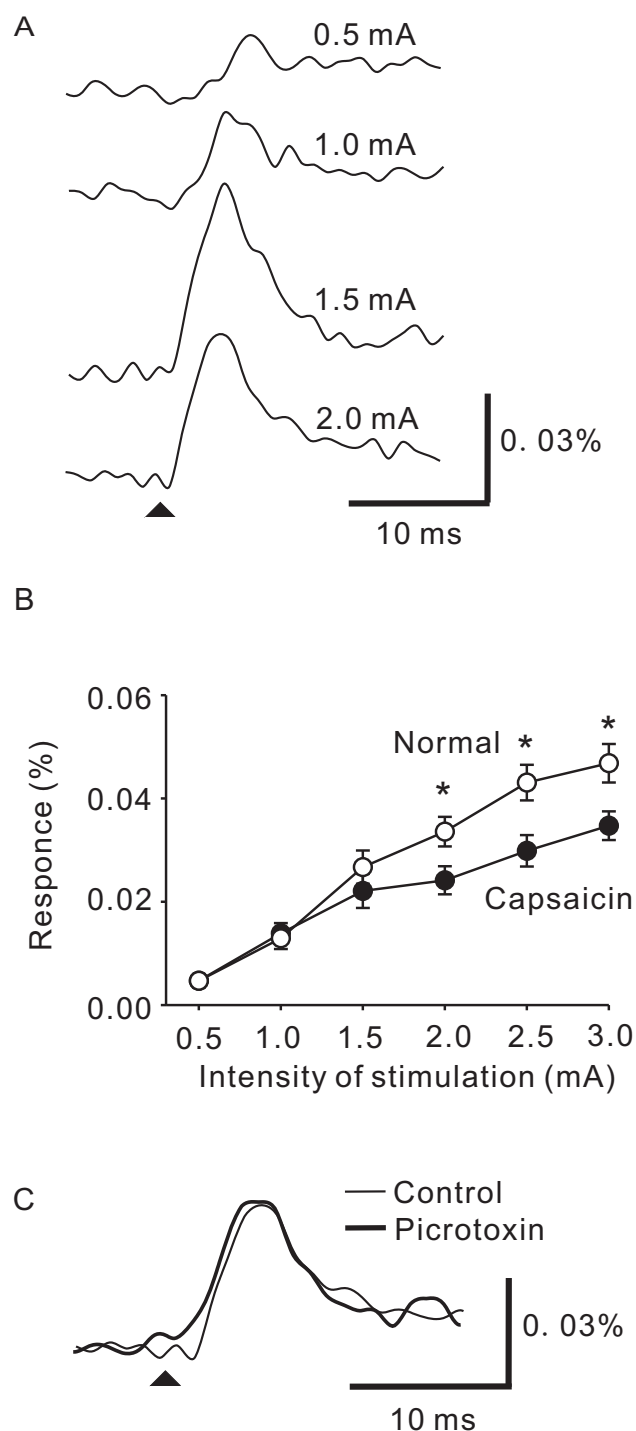 A
0.5 mA
1.0 mA
1.5 mA
2.0 mA
0. 03%
10 ms
B
0.06
0.04
0.02
0.00
Responce (%)
Normal
*
*
*
Capsaicin
0.5 1.0 1.5 2.0 2.5 3.0
Intensity of stimulation (mA)
C
Control
Picrotoxin
0. 03%
10 ms